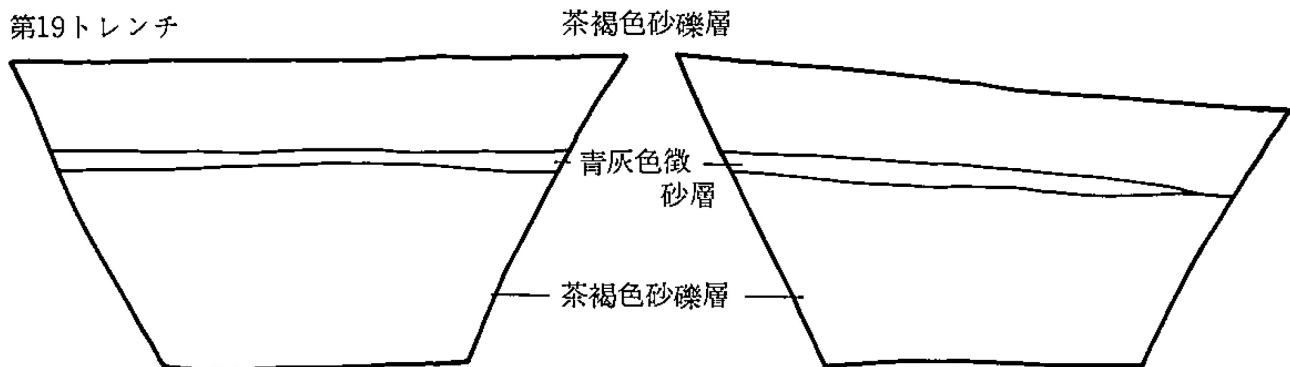 第19トレンチ
茶褐色砂礫層
青灰色徴
砂層
茶褐色砂礫層